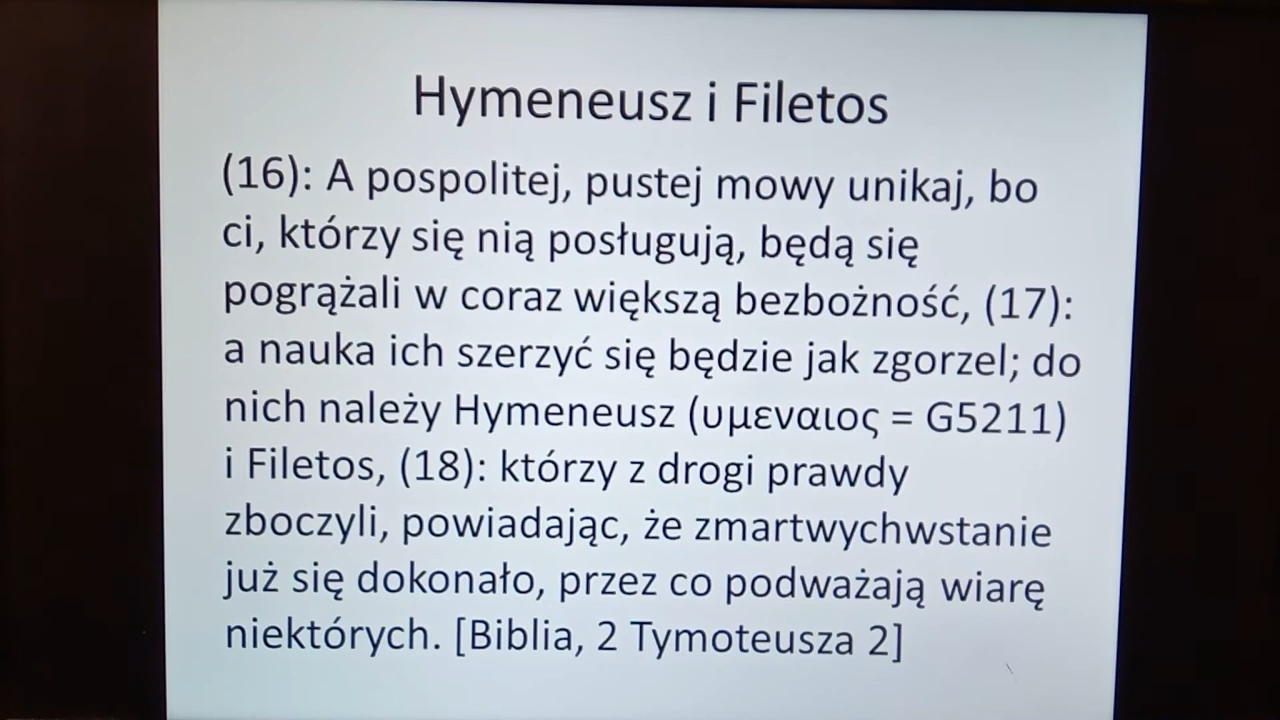 Hymeneusz i Filetos
(16): A pospolitej, pustej mowy unikaj, bo
ci, którzy się nią posługują, będą się
pogrążali w coraz większą bezbożność, (17):
a nauka ich szerzyć się będzie jak zgorzel; do
nich należy Hymeneusz (υμεναιος = G5211)
i Filetos, (18): którzy z drogi prawdy
zboczyli, powiadając, że zmartwychwstanie
już się dokonało, przez co podważają wiarę
niektórych. [Biblia, 2 Tymoteusza 2]